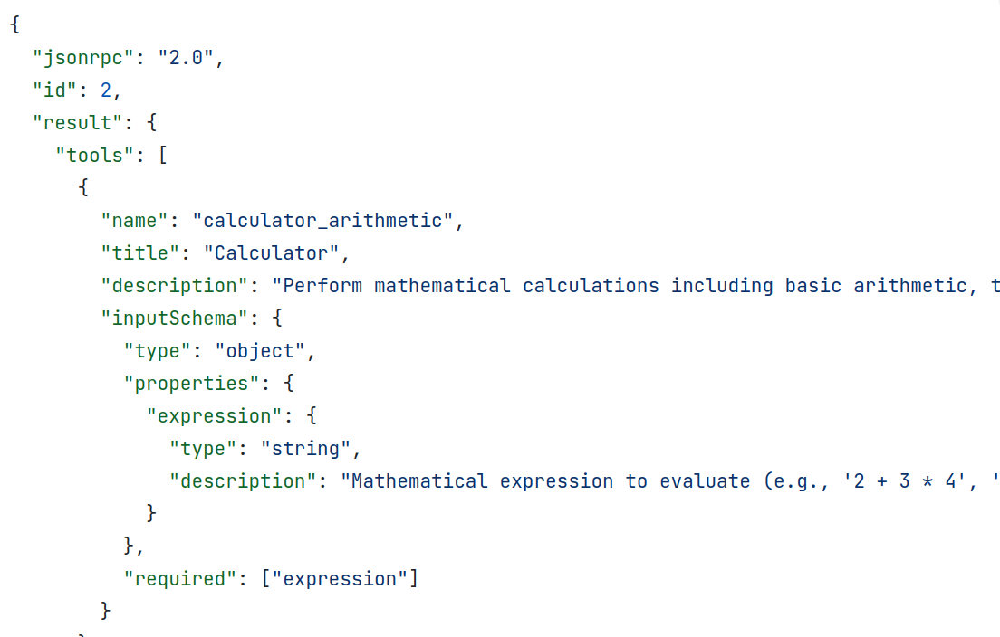 {
  "jsonrpc": "2.0",
  "id": 2,
  "result": {
    "tools": [
      {
        "name": "calculator_arithmetic",
        "title": "Calculator",
        "description": "Perform mathematical calculations including basic arithmetic, t
        "inputSchema": {
          "type": "object",
          "properties": {
            "expression": {
              "type": "string",
              "description": "Mathematical expression to evaluate (e.g., '2 + 3 * 4', '
            }
          },
          "required": ["expression"]
        }